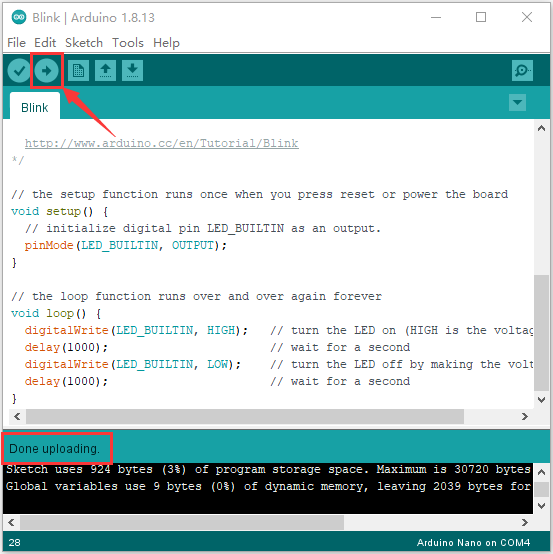 Blink | Arduino 1.8.13
File Edit Sketch Tools Help
Blink
http://www.arduino.cc/en/Tutorial/Blink
*/
// the setup function runs once when you press reset or power the board
void setup() {
// initialize digital pin LED_BUILTIN as an output.
pinMode(LED_BUILTIN, OUTPUT);
}
// the loop function runs over and over again forever
void loop() {
digitalWrite(LED_BUILTIN, HIGH);   // turn the LED on (HIGH is the voltag
delay(1000);                       // wait for a second
digitalWrite(LED_BUILTIN, LOW);    // turn the LED off by making the volt
delay(1000);                       // wait for a second
}
Done uploading.
Sketch uses 924 bytes (3%) of program storage space. Maximum is 30720 bytes
Global variables use 9 bytes (0%) of dynamic memory, leaving 2039 bytes for
28 Arduino Nano on COM4